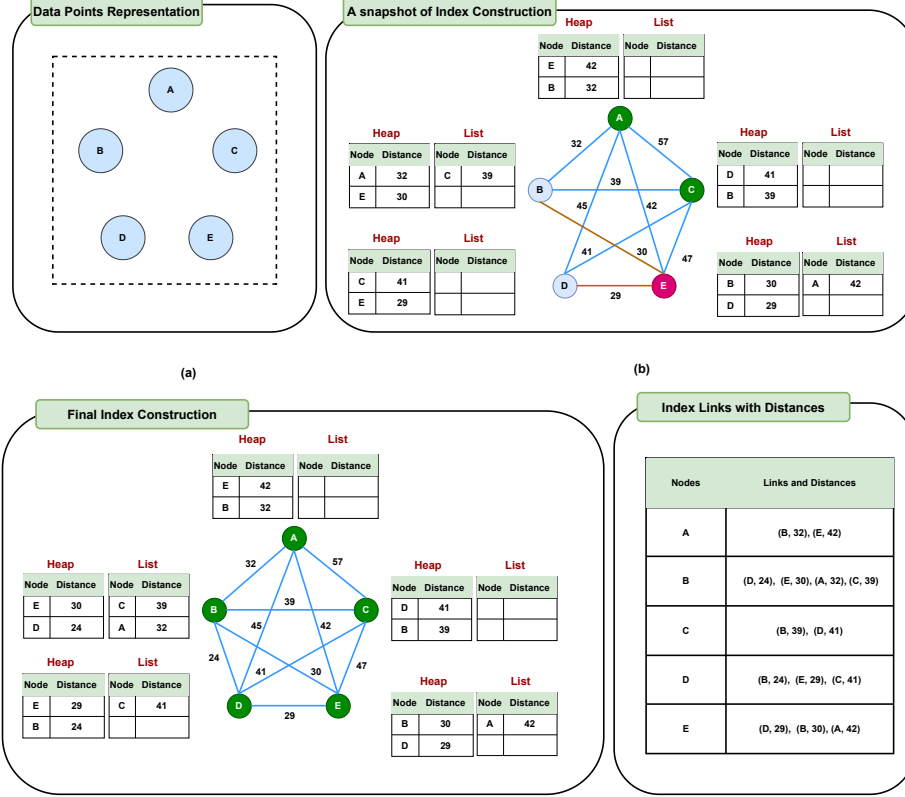 Data Points Representation
A
B
C
D
E
(a)
A snapshot of Index Construction
Heap List
Node Distance Node Distance
E 42
B 32
Heap List
Node Distance Node Distance
A 32 C 39
E 30
Heap List
Node Distance Node Distance
C 41
E 29
Heap List
Node Distance Node Distance
D 41
B 39
Heap List
Node Distance Node Distance
B 30 A 42
D 29
A
32 57
B 39 C
45 42
41 30 47
D 29 E
(b)
Final Index Construction
Heap List
Node Distance Node Distance
E 42
B 32
Heap List
Node Distance Node Distance
E 30 C 39
D 24 A 32
Heap List
Node Distance Node Distance
E 29 C 41
B 24
Heap List
Node Distance Node Distance
D 41
B 39
Heap List
Node Distance Node Distance
B 30 A 42
D 29
A
32 57
B 39 C
45 42
24 41 30 47
D 29 E
Index Links with Distances
Nodes Links and Distances
A (B, 32), (E, 42)
B (D, 24), (E, 30), (A, 32), (C, 39)
C (B, 39), (D, 41)
D (B, 24), (E, 29), (C, 41)
E (D, 29), (B, 30), (A, 42)